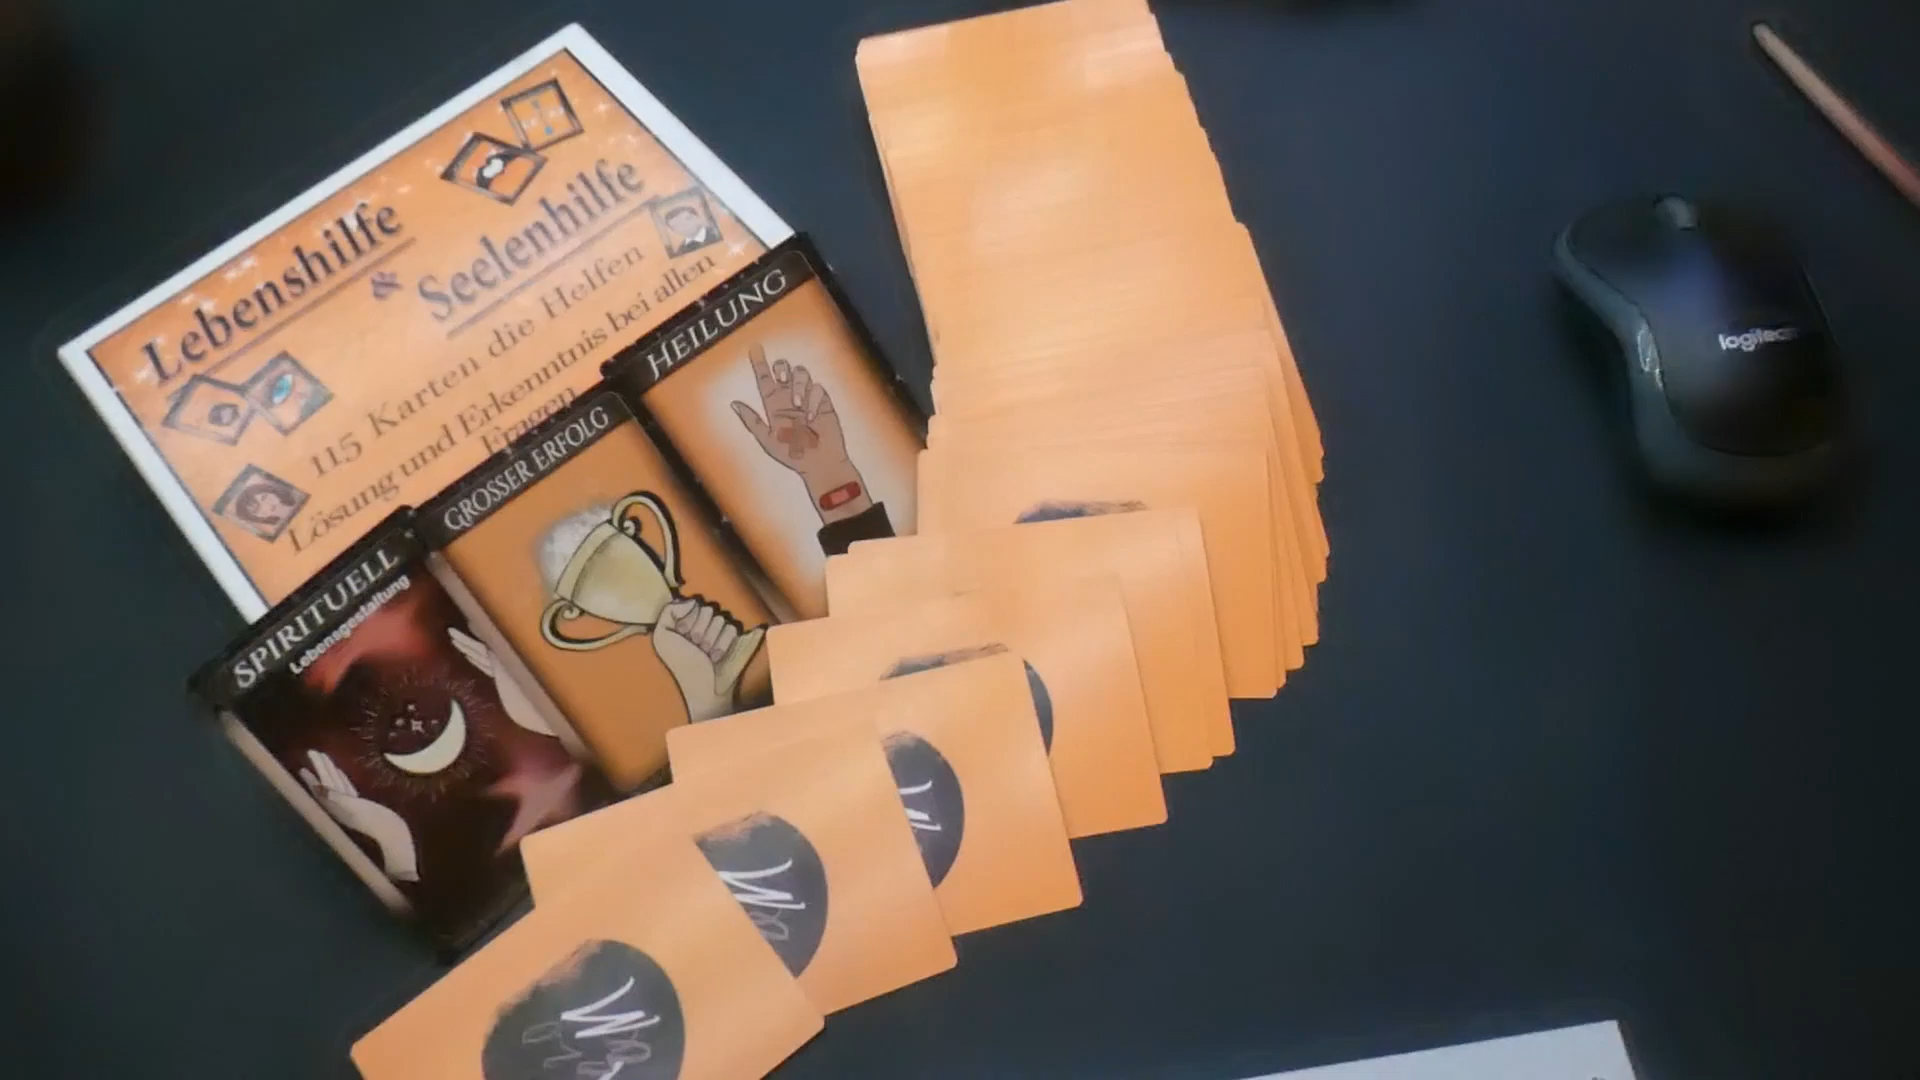 Lebenshilfe
&
Seelenhilfe
115 Karten die Helfen
Lösung und Erkenntnis bei allen
Fragen
HEILUNG
GROSSER ERFOLG
SPIRITUELL
Lebensgestaltung
logitech